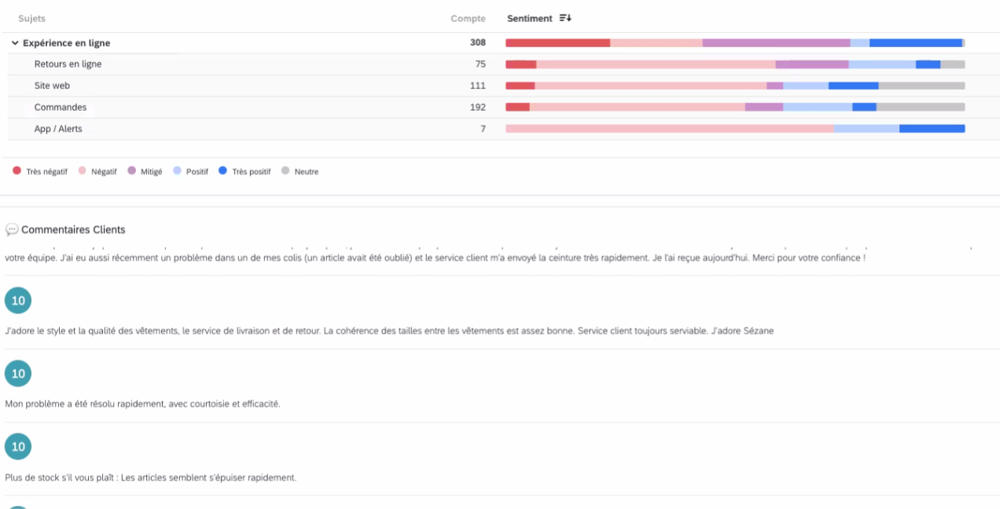 Sujets Compte Sentiment
Expérience en ligne 308
Retours en ligne 75
Site web 111
Commandes 192
App / Alerts 7
Très négatif Négatif Mitigé Positif Très positif Neutre
Commentaires Clients
votre équipe. J'ai eu aussi récemment un problème dans un de mes colis (un article avait été oublié) et le service client m'a envoyé la ceinture très rapidement. Je l'ai reçue aujourd'hui. Merci pour votre confiance !
10
J'adore le style et la qualité des vêtements, le service de livraison et de retour. La cohérence des tailles entre les vêtements est assez bonne. Service client toujours serviable. J'adore Sézane
10
Mon problème a été résolu rapidement, avec courtoisie et efficacité.
10
Plus de stock s'il vous plaît : Les articles semblent s'épuiser rapidement.